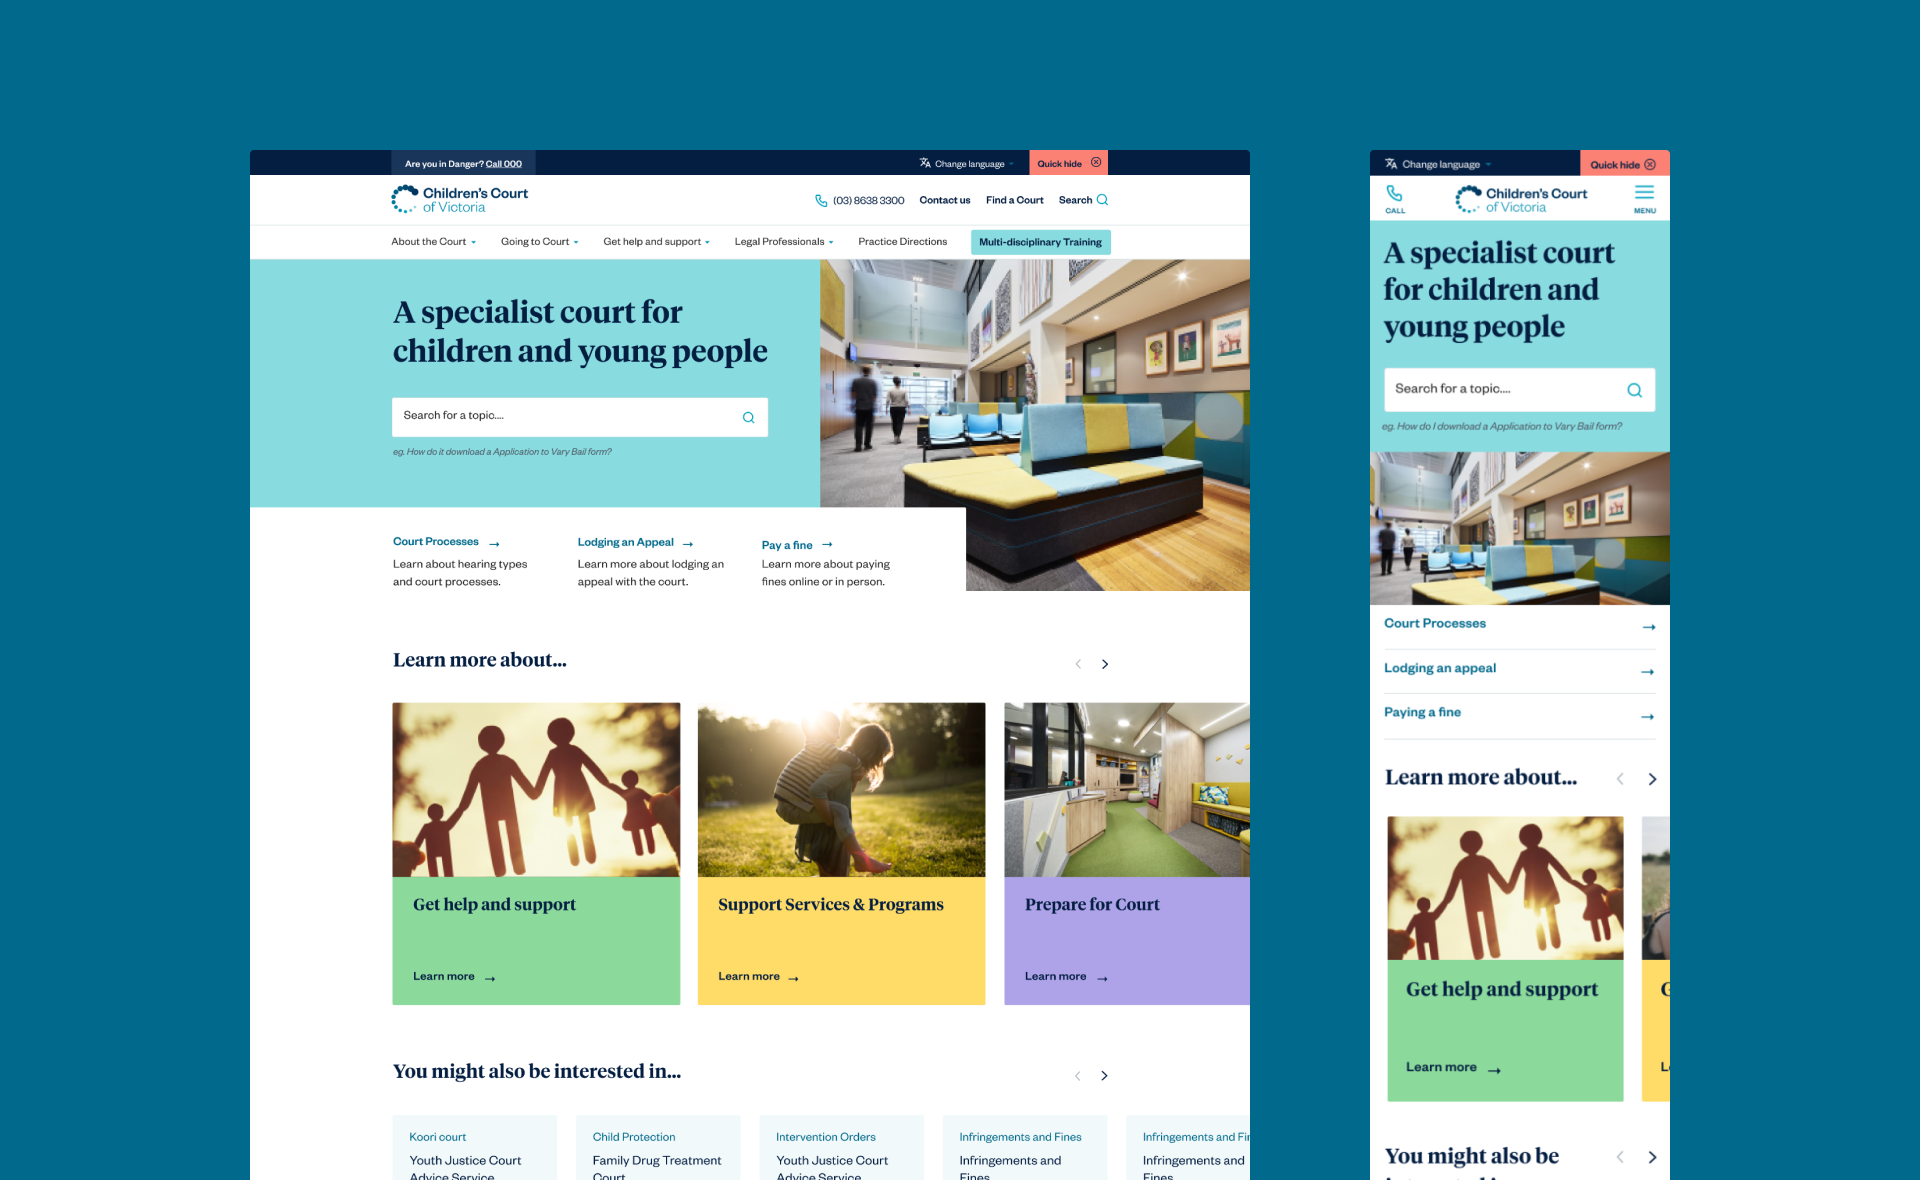 Are you in Danger? Call 000
Change language
Quick hide
Children's Court
of Victoria
(03) 8638 3300
Contact us
Find a Court
Search
About the Court
Going to Court
Get help and support
Legal Professionals
Practice Directions
Multi-disciplinary Training
A specialist court for
children and young people
Search for a topic....
eg. How do it download a Application to Vary Bail form?
Court Processes
Learn about hearing types
and court processes.
Lodging an Appeal
Learn more about lodging an
appeal with the court.
Pay a fine
Learn more about paying
fines online or in person.
Learn more about...
Get help and support
Learn more
Support Services & Programs
Learn more
Prepare for Court
Learn more
You might also be interested in...
Koori court
Youth Justice Court
Advice Service
Child Protection
Family Drug Treatment
Court
Intervention Orders
Youth Justice Court
Advice Service
Infringements and Fines
Infringements and
Fines
Infringements and Fi
Infringements and
Fines
Change language
Quick hide
CALL
Children's Court
of Victoria
MENU
A specialist court
for children and
young people
Search for a topic....
eg. How do I download a Application to Vary Bail form?
Court Processes
Lodging an appeal
Paying a fine
Learn more about...
Get help and support
Learn more
You might also be